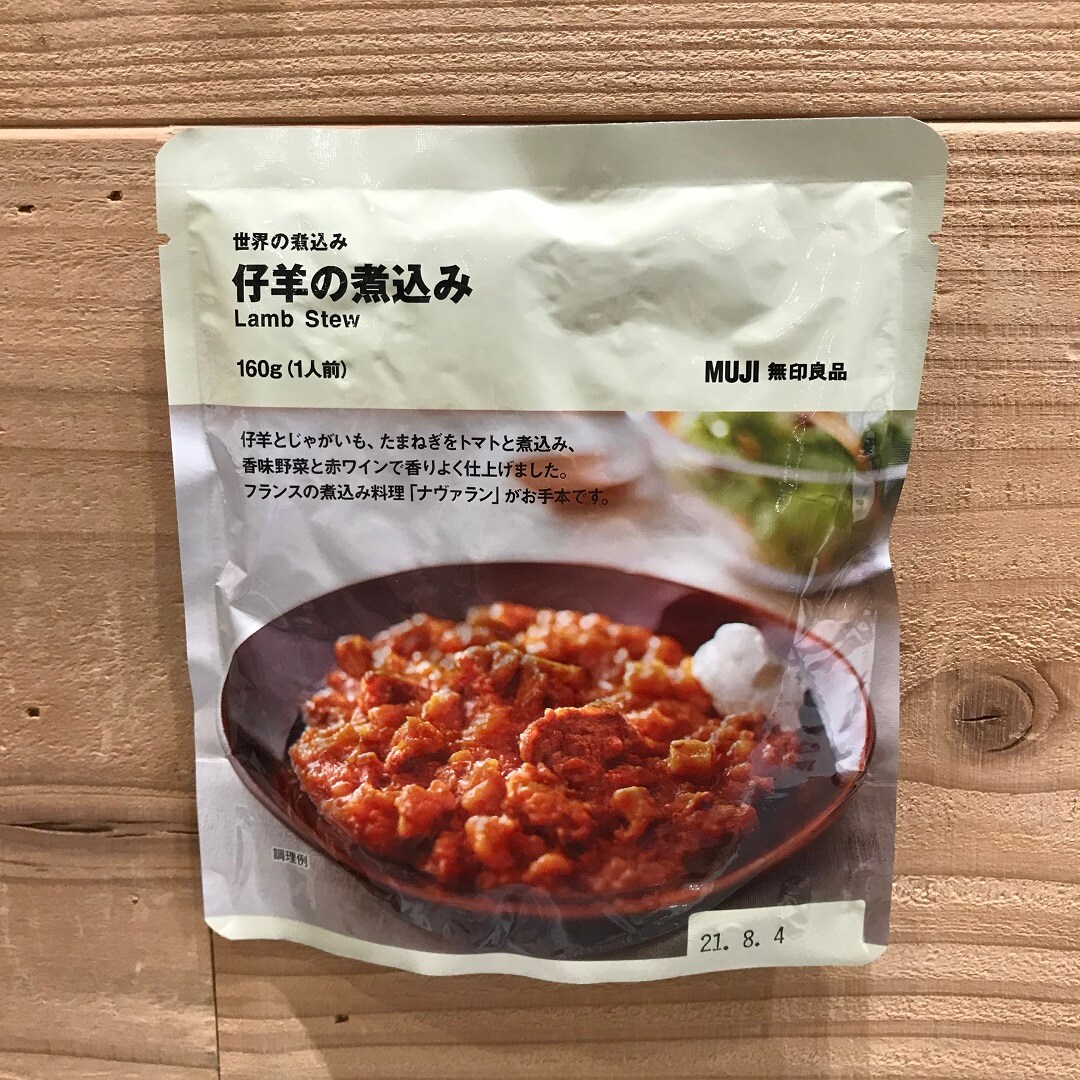 世界の煮込み
仔羊の煮込み
Lamb Stew
160g（1人前）
MUJI 無印良品
仔羊とじゃがいも、たまねぎをトマトと煮込み、
香味野菜と赤ワインで香りよく仕上げました。
フランスの煮込み料理「ナヴァラン」がお手本です。
調理例
21. 8. 4